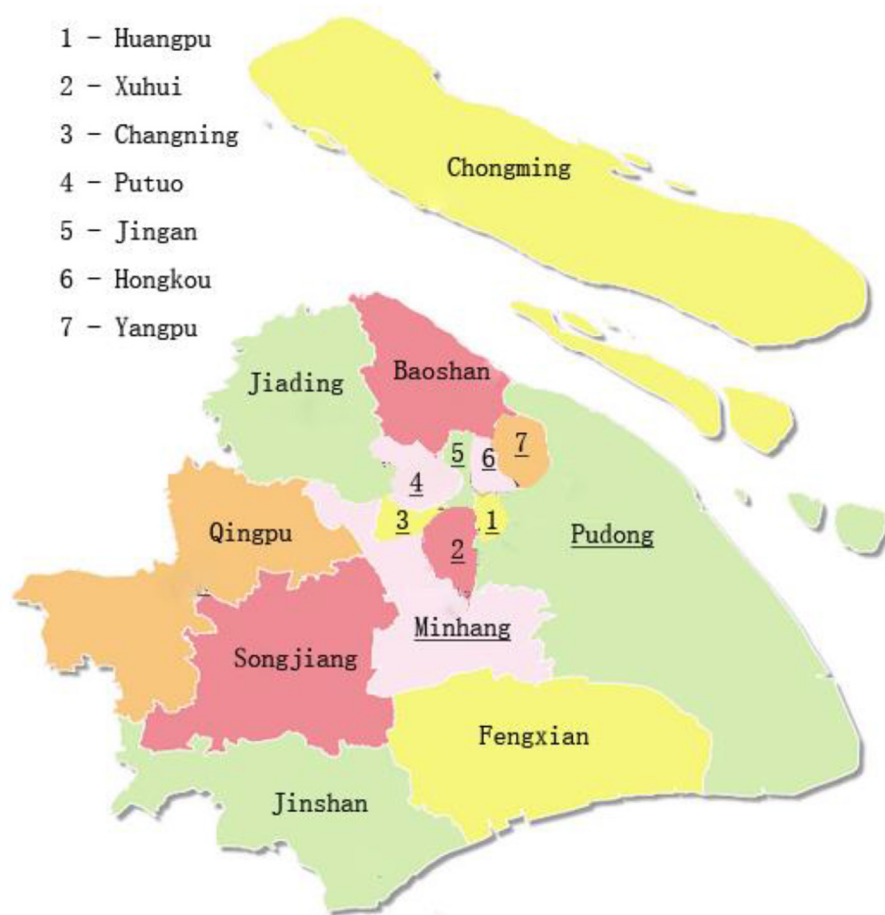 1 - Huangpu
2 - Xuhui
3 - Changning
4 - Putuo
5 - Jingan
6 - Hongkou
7 - Yangpu
Chongming
Jiading
Baoshan
7
5
6
4
3
1
Qingpu
2
Pudong
Minhang
Songjiang
Fengxian
Jinshan